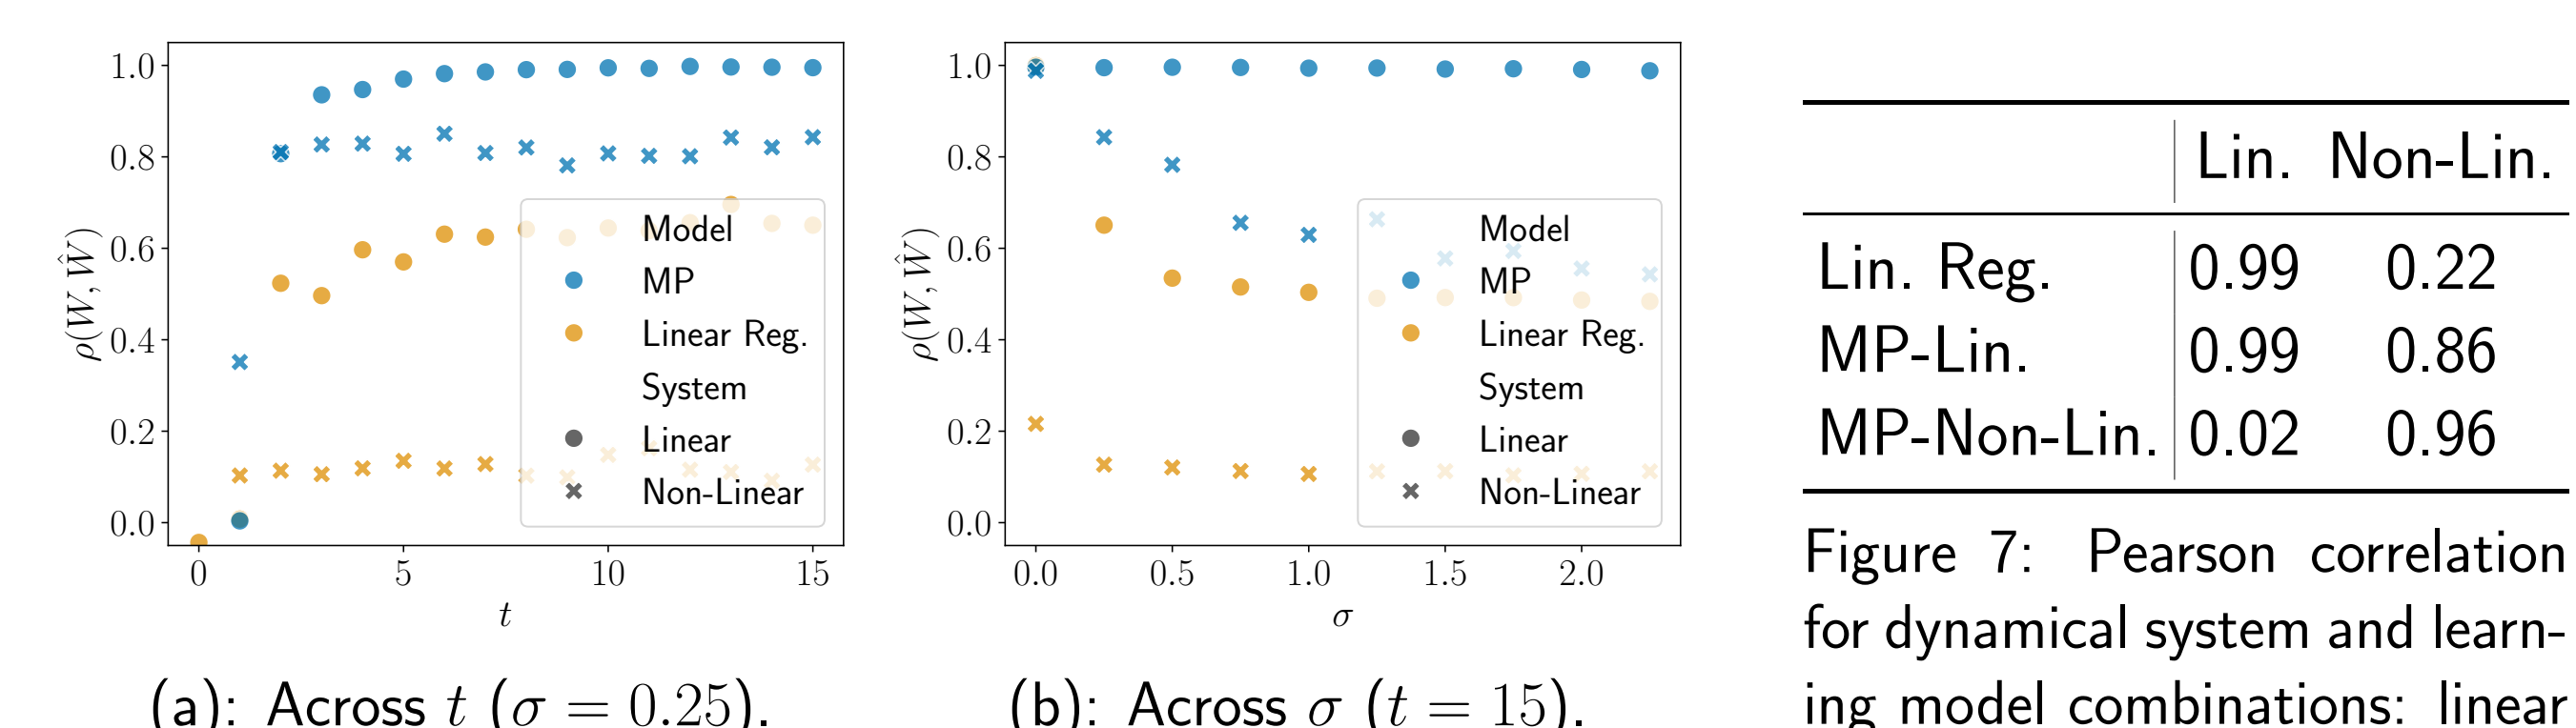 1.0
0.8
0.6
0.4
0.2
0.0
ρ(W, Ŵ)
Model
MP
Linear Reg.
System
Linear
Non-Linear
0 5 10 15
t
(a): Across t (σ = 0.25).
1.0
0.8
0.6
0.4
0.2
0.0
ρ(W, Ŵ)
Model
MP
Linear Reg.
System
Linear
Non-Linear
0.0 0.5 1.0 1.5 2.0
σ
(b): Across σ (t = 15).
Lin. Non-Lin.
Lin. Reg. 0.99 0.22
MP-Lin. 0.99 0.86
MP-Non-Lin. 0.02 0.96
Figure 7: Pearson correlation
for dynamical system and learn-
ing model combinations: linear